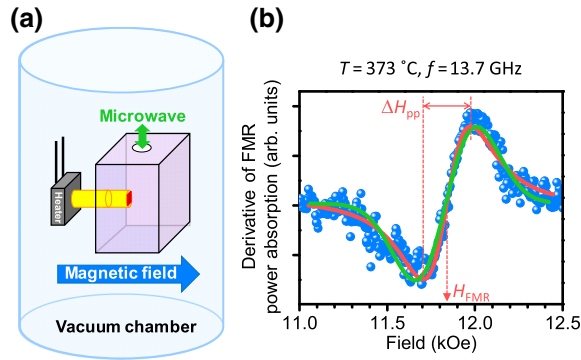 (a)
Microwave
Heater
Magnetic field
Vacuum chamber
(b)
T = 373 ˚C, f = 13.7 GHz
ΔHpp
HFMR
Derivative of FMR
power absorption (arb. units)
11.0 11.5 12.0 12.5
Field (kOe)